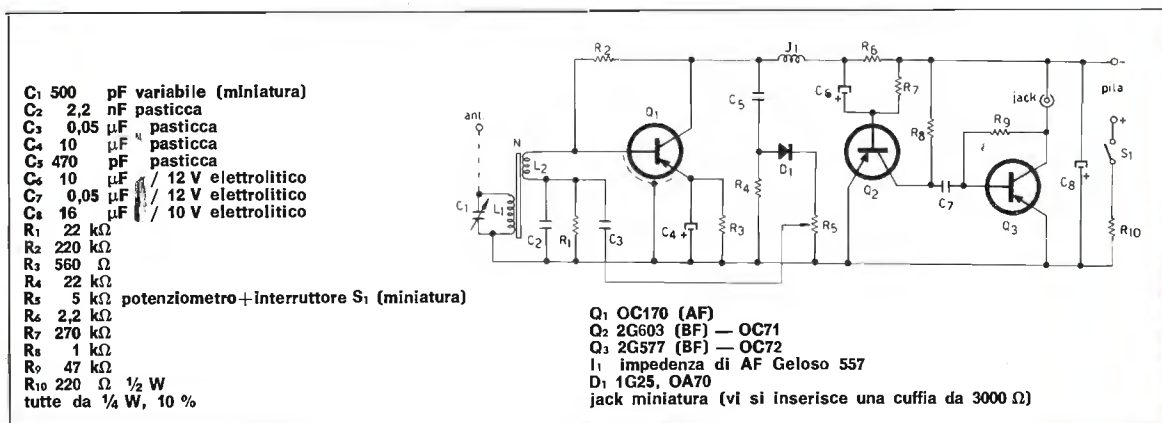 C1 500 pF variabile (miniatura)
C2 2,2 nF pasticca
C3 0,05 µF pasticca
C4 10 µF " pasticca
C5 470 pF pasticca
C6 10 µF / 12 V elettrolitico
C7 0,05 µF / 12 V elettrolitico
C8 16 µF / 10 V elettrolitico
R1 22 kΩ
R2 220 kΩ
R3 560 Ω
R4 22 kΩ
R5 5 kΩ potenziometro+interruttore S1 (miniatura)
R6 2,2 kΩ
R7 270 kΩ
R8 1 kΩ
R9 47 kΩ
R10 220 Ω ½ W
tutte da ¼ W, 10 %
R2
J1
R6
ant.
N
Q1
C5
C6
R7
jack
pila
L2
R8
R9
S1
D1
Q2
C1
L1
R4
C7
C8
C2
R1
C3
C4
R3
R5
Q3
R10
Q1 OC170 (AF)
Q2 2G603 (BF) — OC71
Q3 2G577 (BF) — OC72
I1 impedenza di AF Geloso 557
D1 1G25, OA70
jack miniatura (vi si inserisce una cuffia da 3000 Ω)